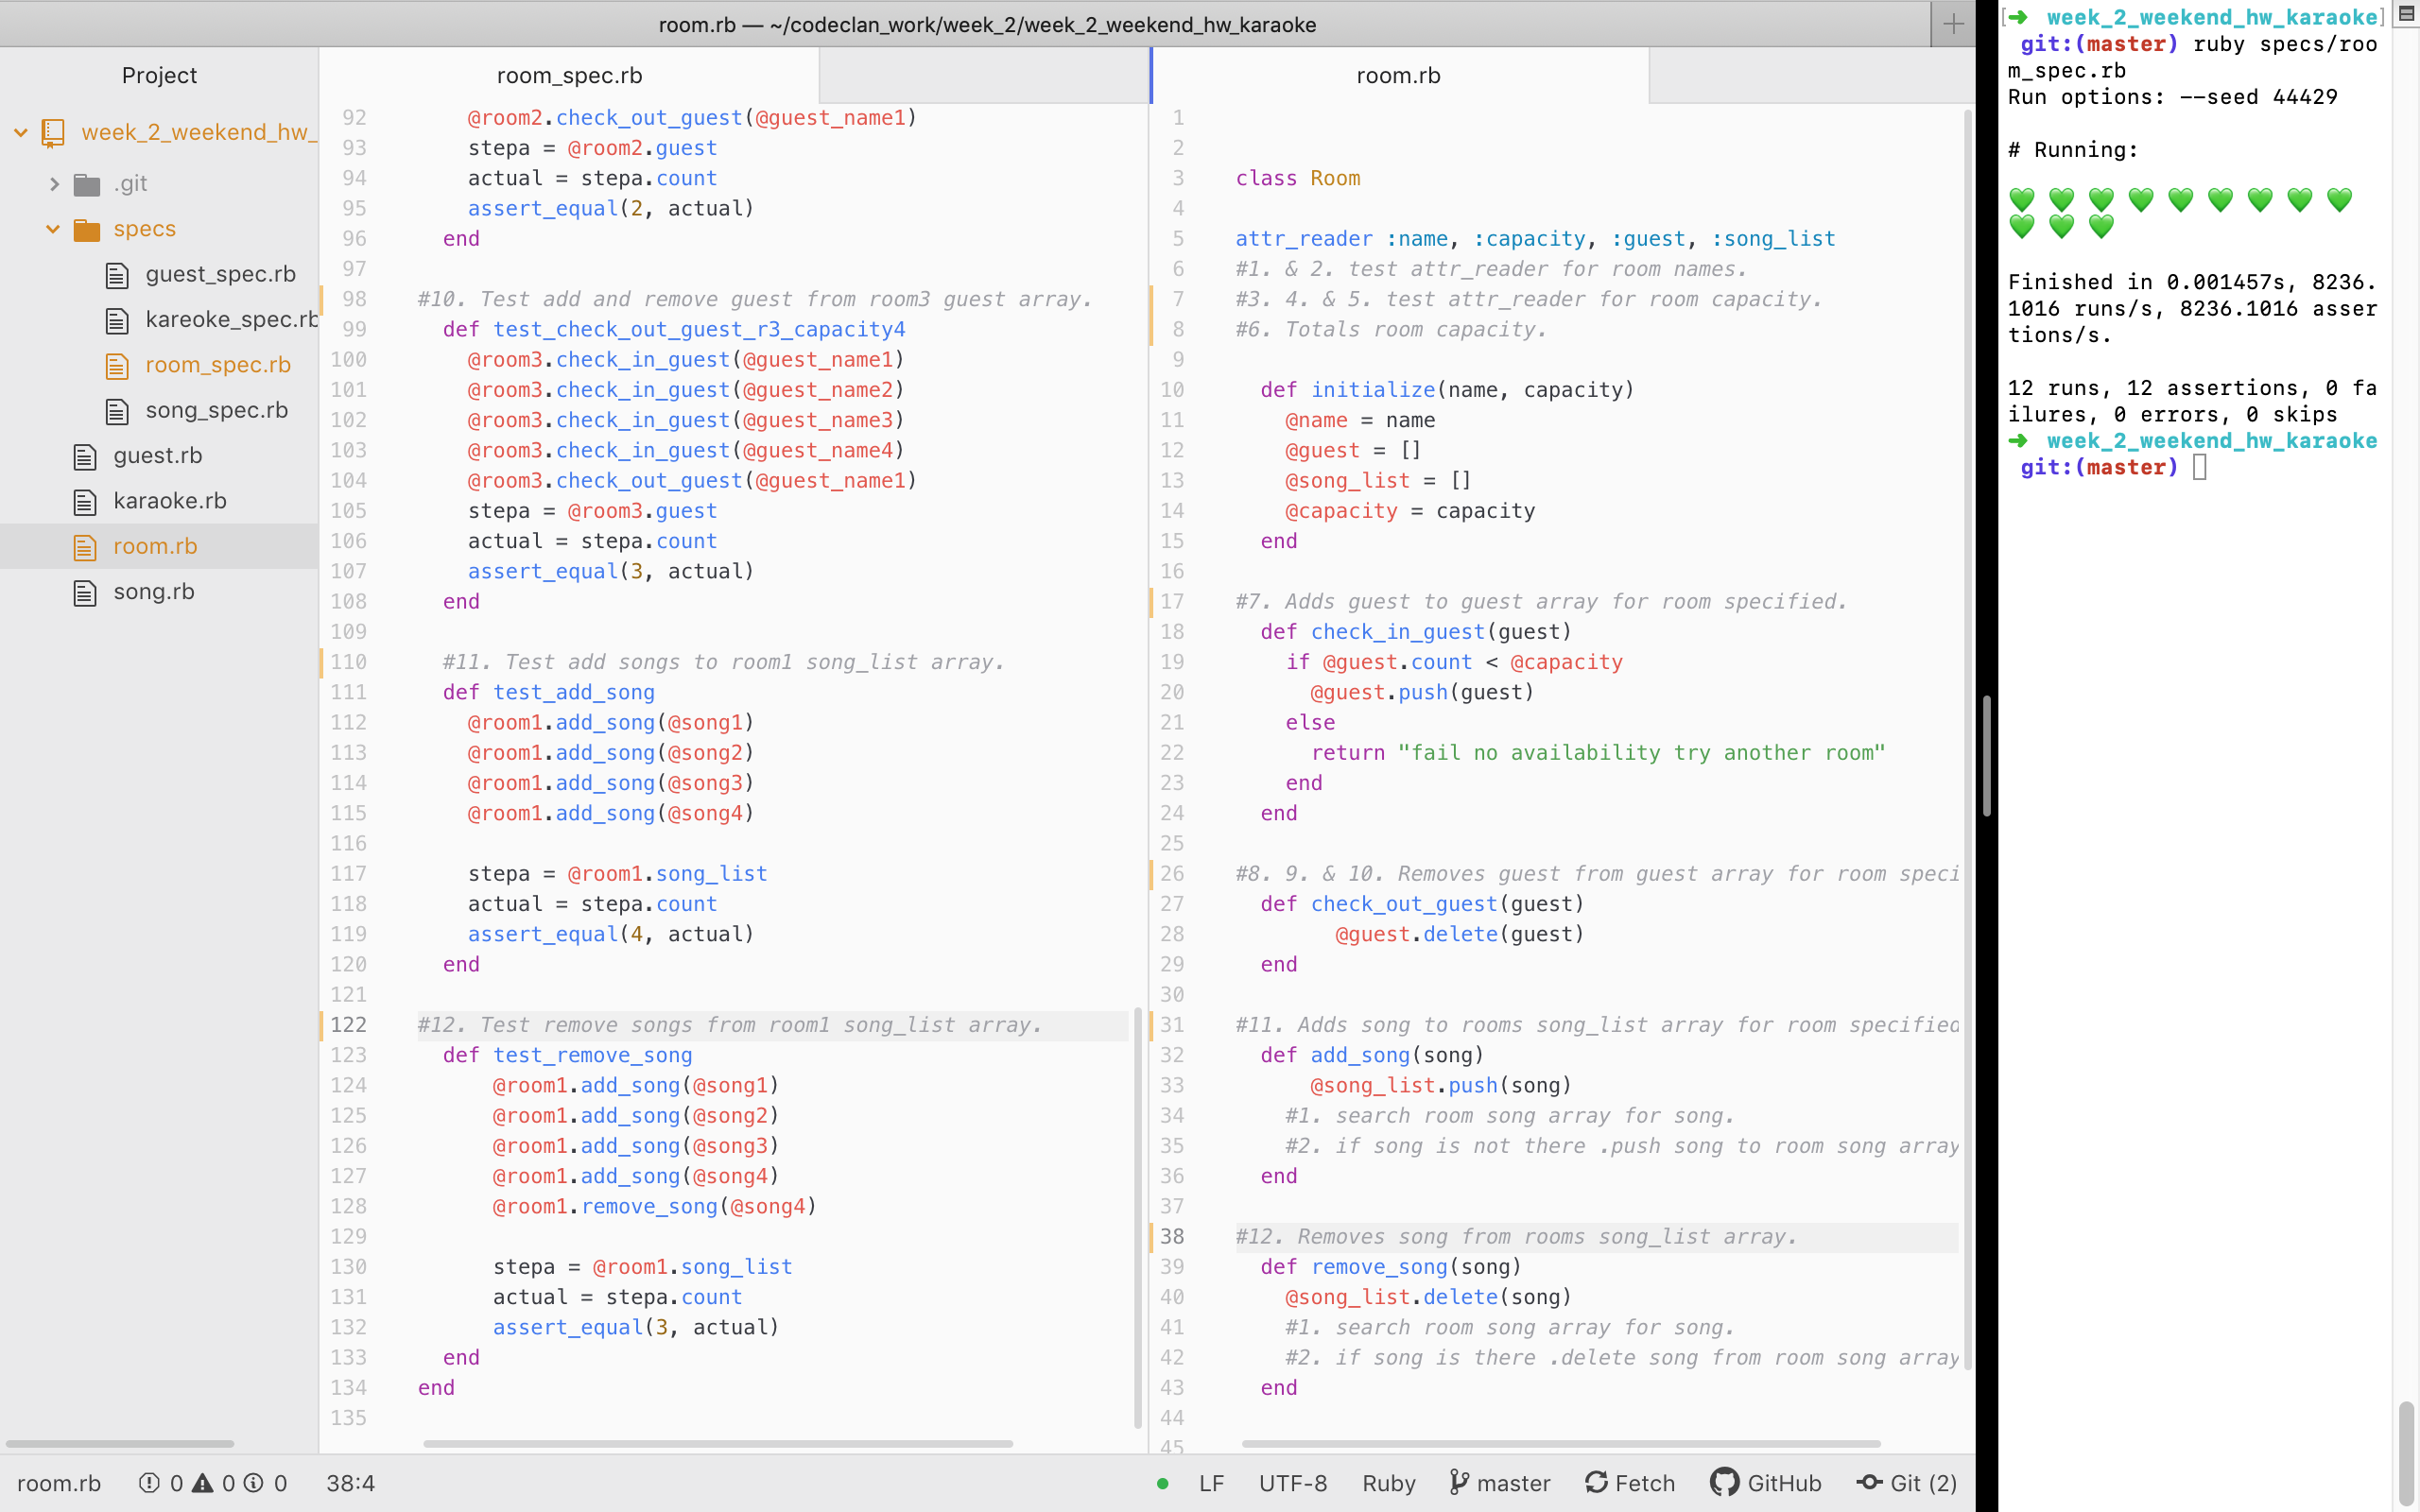 room.rb — ~/codeclan_work/week_2/week_2_weekend_hw_karaoke
Project
week_2_weekend_hw_
.git
specs
guest_spec.rb
kareoke_spec.rb
room_spec.rb
song_spec.rb
guest.rb
karaoke.rb
room.rb
song.rb
room_spec.rb
92 @room2.check_out_guest(@guest_name1)
93 stepa = @room2.guest
94 actual = stepa.count
95 assert_equal(2, actual)
96 end
97
98 #10. Test add and remove guest from room3 guest array.
99 def test_check_out_guest_r3_capacity4
100 @room3.check_in_guest(@guest_name1)
101 @room3.check_in_guest(@guest_name2)
102 @room3.check_in_guest(@guest_name3)
103 @room3.check_in_guest(@guest_name4)
104 @room3.check_out_guest(@guest_name1)
105 stepa = @room3.guest
106 actual = stepa.count
107 assert_equal(3, actual)
108 end
109
110 #11. Test add songs to room1 song_list array.
111 def test_add_song
112 @room1.add_song(@song1)
113 @room1.add_song(@song2)
114 @room1.add_song(@song3)
115 @room1.add_song(@song4)
116
117 stepa = @room1.song_list
118 actual = stepa.count
119 assert_equal(4, actual)
120 end
121
122 #12. Test remove songs from room1 song_list array.
123 def test_remove_song
124 @room1.add_song(@song1)
125 @room1.add_song(@song2)
126 @room1.add_song(@song3)
127 @room1.add_song(@song4)
128 @room1.remove_song(@song4)
129
130 stepa = @room1.song_list
131 actual = stepa.count
132 assert_equal(3, actual)
133 end
134 end
135
room.rb
1
2
3 class Room
4
5 attr_reader :name, :capacity, :guest, :song_list
6 #1. & 2. test attr_reader for room names.
7 #3. 4. & 5. test attr_reader for room capacity.
8 #6. Totals room capacity.
9
10 def initialize(name, capacity)
11 @name = name
12 @guest = []
13 @song_list = []
14 @capacity = capacity
15 end
16
17 #7. Adds guest to guest array for room specified.
18 def check_in_guest(guest)
19 if @guest.count < @capacity
20 @guest.push(guest)
21 else
22 return "fail no availability try another room"
23 end
24 end
25
26 #8. 9. & 10. Removes guest from guest array for room speci
27 def check_out_guest(guest)
28 @guest.delete(guest)
29 end
30
31 #11. Adds song to rooms song_list array for room specified
32 def add_song(song)
33 @song_list.push(song)
34 #1. search room song array for song.
35 #2. if song is not there .push song to room song array
36 end
37
38 #12. Removes song from rooms song_list array.
39 def remove_song(song)
40 @song_list.delete(song)
41 #1. search room song array for song.
42 #2. if song is there .delete song from room song array
43 end
44
45
[➜ week_2_weekend_hw_karaoke]
git:(master) ruby specs/roo
m_spec.rb
Run options: --seed 44429
# Running:
Finished in 0.001457s, 8236.
1016 runs/s, 8236.1016 asser
tions/s.
12 runs, 12 assertions, 0 fa
ilures, 0 errors, 0 skips
➜ week_2_weekend_hw_karaoke
git:(master)
room.rb 0 0 0 38:4
LF UTF-8 Ruby master Fetch GitHub Git (2)